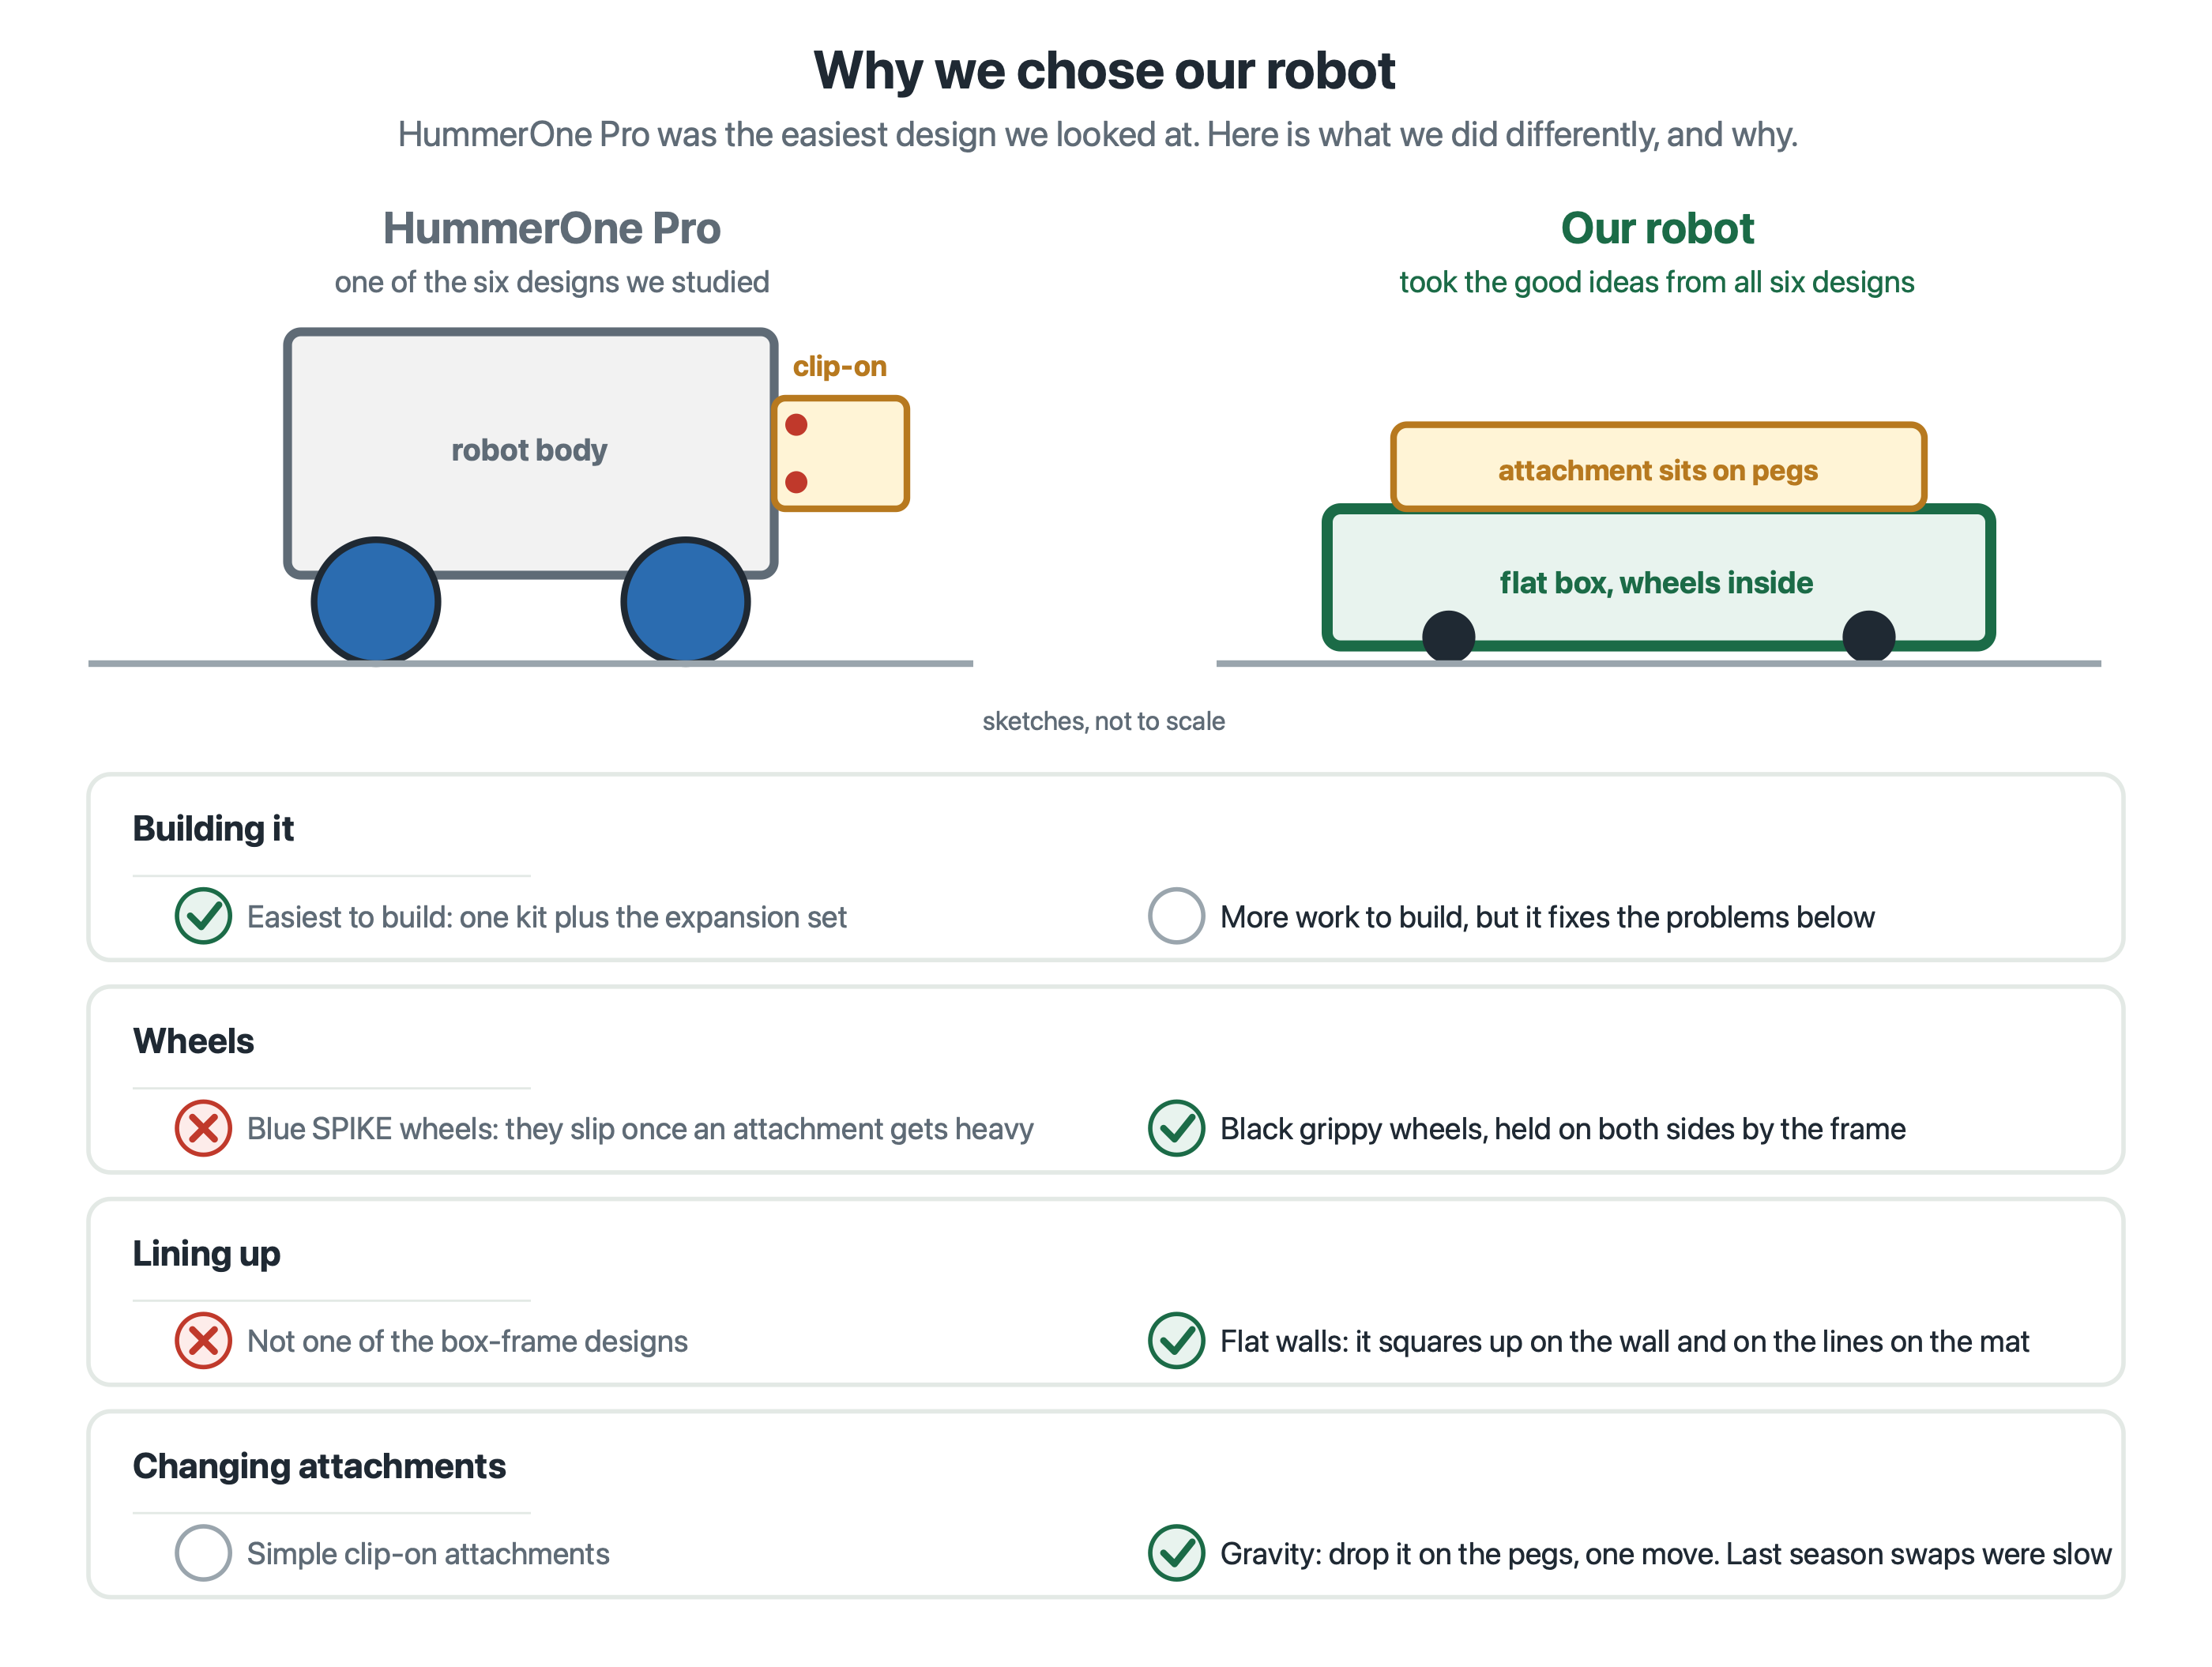 Why we chose our robot
HummerOne Pro was the easiest design we looked at. Here is what we did differently, and why.
HummerOne Pro
one of the six designs we studied
clip-on
robot body
Our robot
took the good ideas from all six designs
attachment sits on pegs
flat box, wheels inside
sketches, not to scale
Building it
Easiest to build: one kit plus the expansion set
More work to build, but it fixes the problems below
Wheels
Blue SPIKE wheels: they slip once an attachment gets heavy
Black grippy wheels, held on both sides by the frame
Lining up
Not one of the box-frame designs
Flat walls: it squares up on the wall and on the lines on the mat
Changing attachments
Simple clip-on attachments
Gravity: drop it on the pegs, one move. Last season swaps were slow